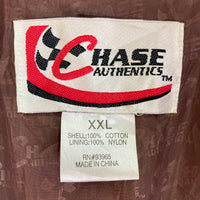 CHASE
AUTHENTICS
TM
XXL
SHELL:100% COTTON
LINING:100% NYLON
RN#93965
MADE IN CHINA